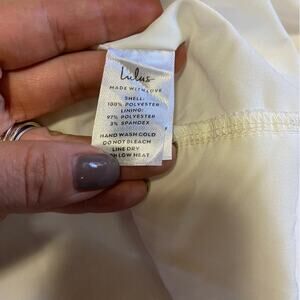 Lulus
MADE WITH LOVE
SHELL:
100% POLYESTER
LINING:
97% POLYESTER
3% SPANDEX
HAND WASH COLD
DO NOT BLEACH
LINE DRY
LOW HEAT